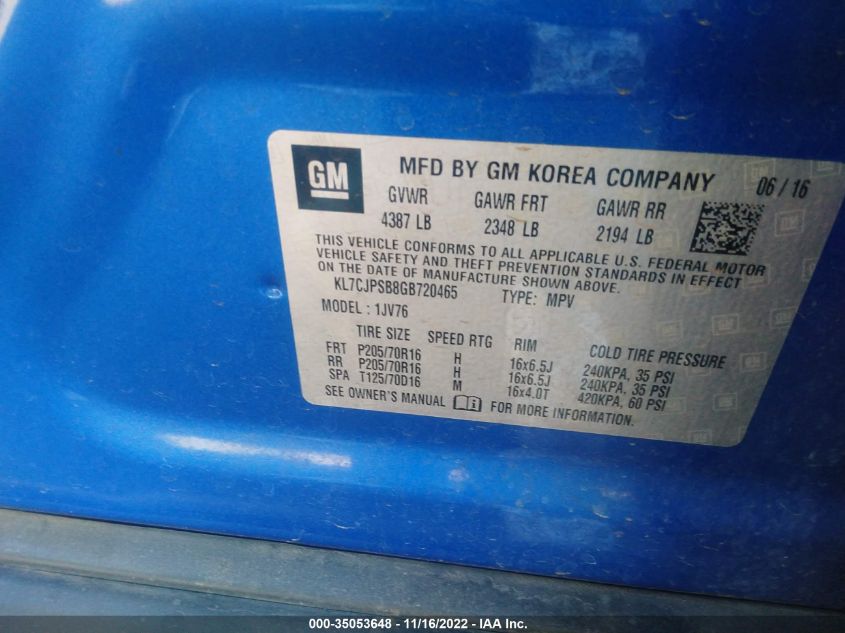 GM MFD BY GM KOREA COMPANY 06/16
GVWR GAWR FRT GAWR RR
4387 LB 2348 LB 2194 LB
THIS VEHICLE CONFORMS TO ALL APPLICABLE U.S. FEDERAL MOTOR
VEHICLE SAFETY AND THEFT PREVENTION STANDARDS IN EFFECT
ON THE DATE OF MANUFACTURE SHOWN ABOVE.
KL7CJPSB8GB720465 TYPE: MPV
MODEL: 1JV76
TIRE SIZE SPEED RTG RIM COLD TIRE PRESSURE
FRT P205/70R16 H 16x6.5J 240KPA, 35 PSI
RR P205/70R16 H 16x6.5J 240KPA, 35 PSI
SPA T125/70D16 M 16x4.0T 420KPA, 60 PSI
SEE OWNER'S MANUAL FOR MORE INFORMATION.
000-35053648 - 11/16/2022 - IAA Inc.